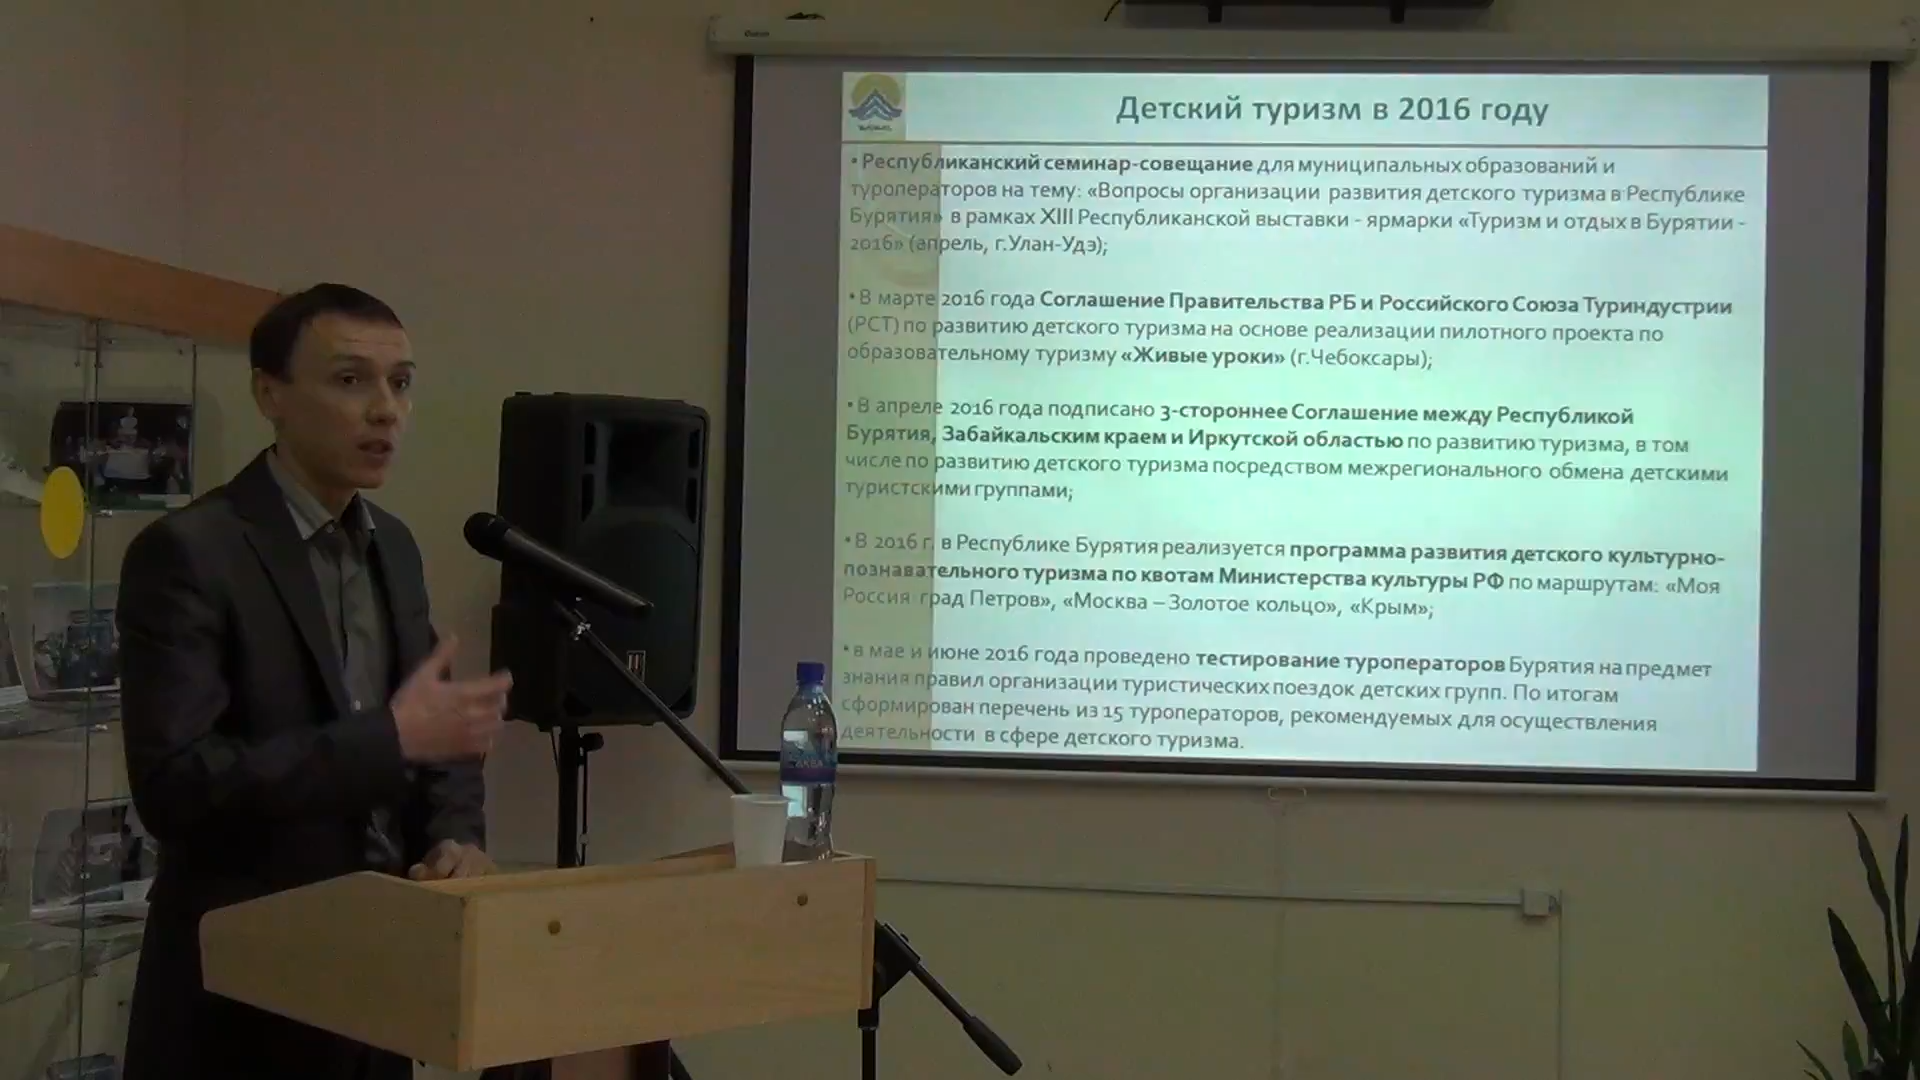 Детский туризм в 2016 году
• Республиканский семинар-совещание для муниципальных образований и
туроператоров на тему: «Вопросы организации развития детского туризма в Республике
Бурятия» в рамках XIII Республиканской выставки - ярмарки «Туризм и отдых в Бурятии -
2016» (апрель, г.Улан-Удэ);
• В марте 2016 года Соглашение Правительства РБ и Российского Союза Туриндустрии
(РСТ) по развитию детского туризма на основе реализации пилотного проекта по
образовательному туризму «Живые уроки» (г.Чебоксары);
• В апреле 2016 года подписано 3-стороннее Соглашение между Республикой
Бурятия, Забайкальским краем и Иркутской областью по развитию туризма, в том
числе по развитию детского туризма посредством межрегионального обмена детскими
туристскими группами;
• В 2016 г. в Республике Бурятия реализуется программа развития детского культурно-
познавательного туризма по квотам Министерства культуры РФ по маршрутам: «Моя
Россия град Петров», «Москва – Золотое кольцо», «Крым»;
• в мае и июне 2016 года проведено тестирование туроператоров Бурятия на предмет
знания правил организации туристических поездок детских групп. По итогам
сформирован перечень из 15 туроператоров, рекомендуемых для осуществления
деятельности в сфере детского туризма.
АКВА